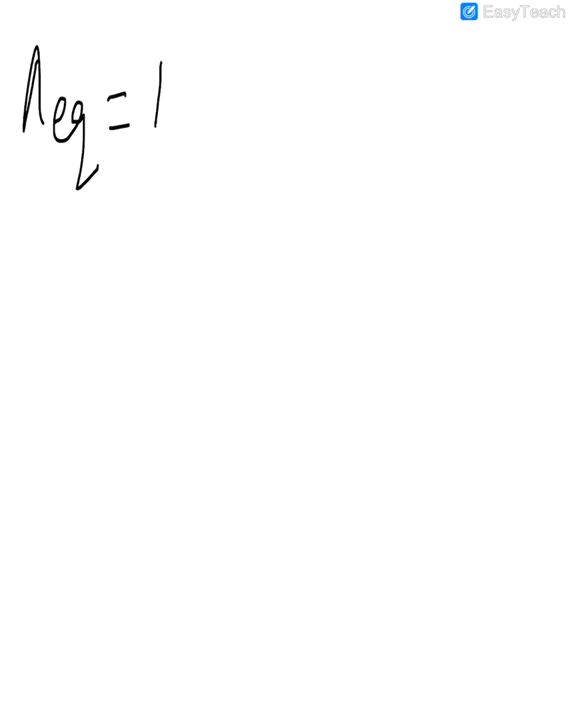 EasyTeach
neq = 1